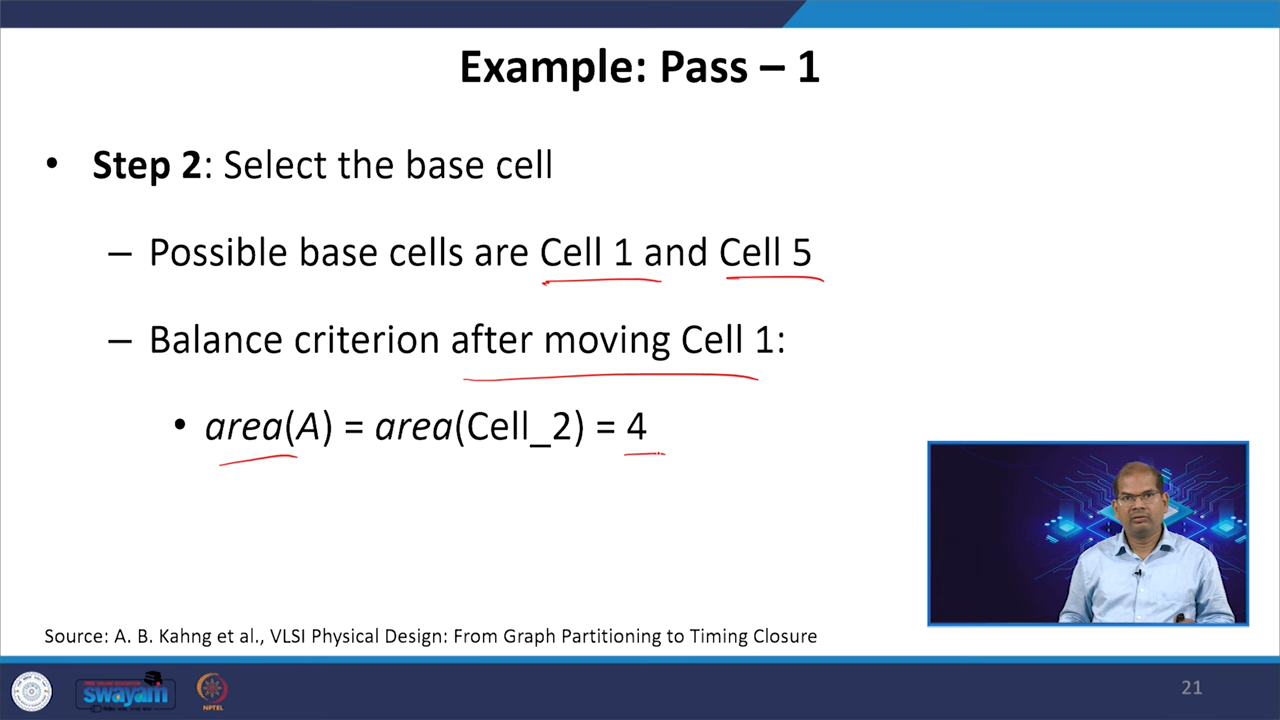 Example: Pass – 1
• Step 2: Select the base cell
– Possible base cells are Cell 1 and Cell 5
– Balance criterion after moving Cell 1:
• area(A) = area(Cell_2) = 4
Source: A. B. Kahng et al., VLSI Physical Design: From Graph Partitioning to Timing Closure
swayam
NPTEL
21